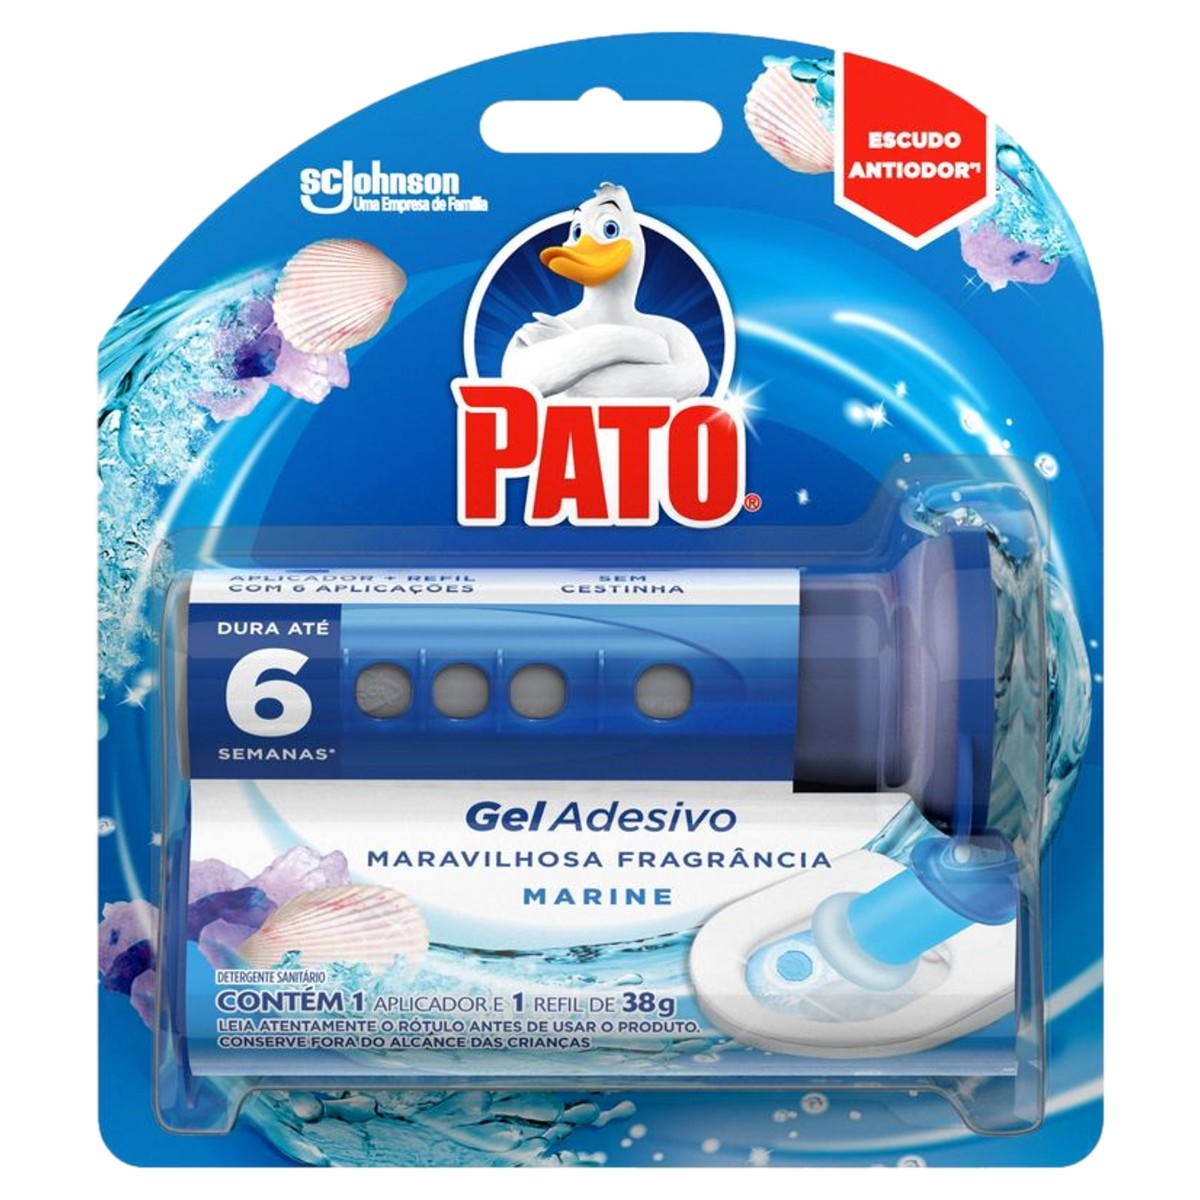 SCJohnson
Uma Empresa de Família
ESCUDO
ANTIODOR*¹
PATO®
APLICADOR + REFIL
COM 6 APLICAÇÕES
SEM
CESTINHA
DURA ATÉ
6
SEMANAS*
Gel Adesivo
MARAVILHOSA FRAGRÂNCIA
MARINE
DETERGENTE SANITÁRIO
CONTÉM 1 APLICADOR E 1 REFIL DE 38g
LEIA ATENTAMENTE O RÓTULO ANTES DE USAR O PRODUTO.
CONSERVE FORA DO ALCANCE DAS CRIANÇAS